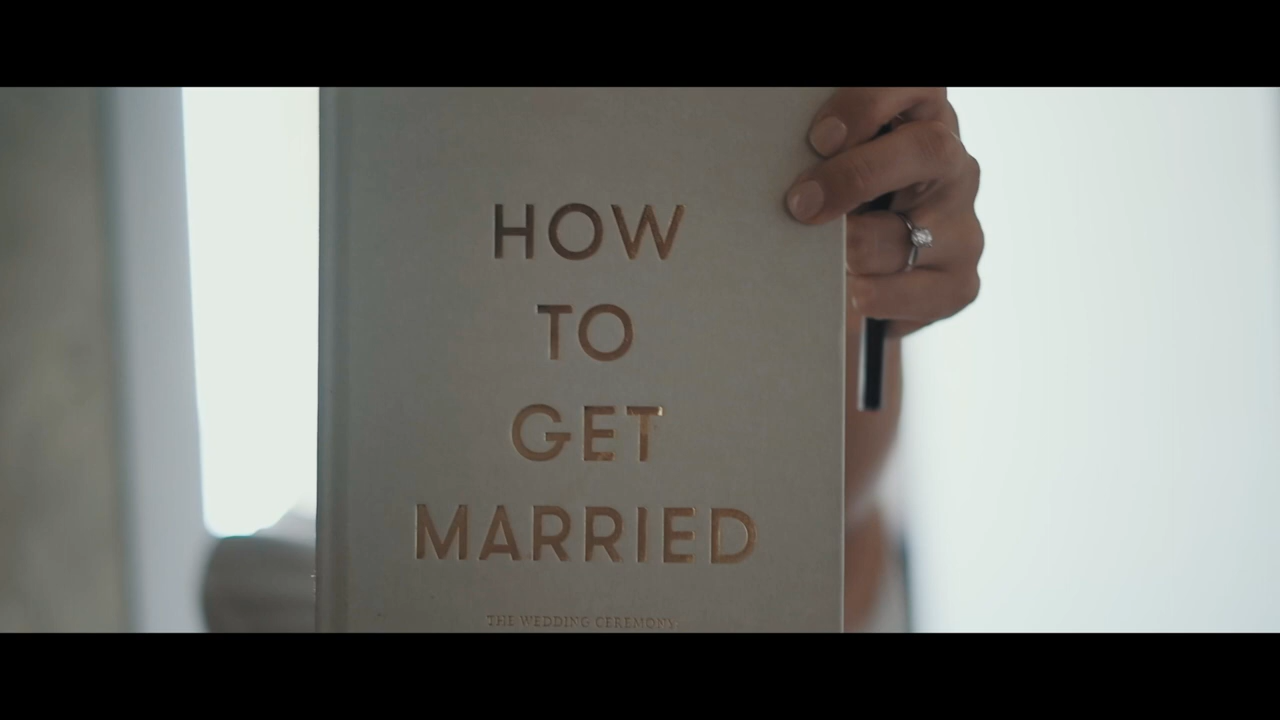 HOW
TO
GET
MARRIED
THE WEDDING CEREMONY